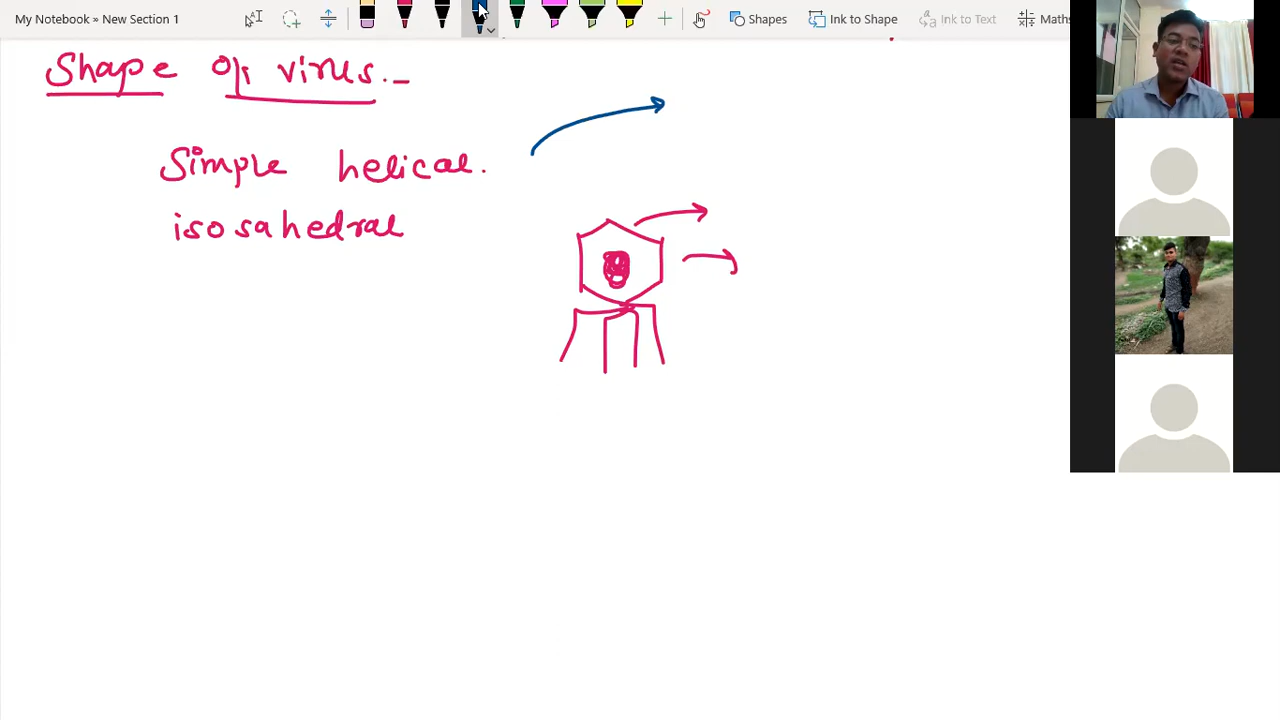 My Notebook » New Section 1
Shapes
Ink to Shape
Ink to Text
Maths
Shape of virus._
Simple helical.
isosahedral